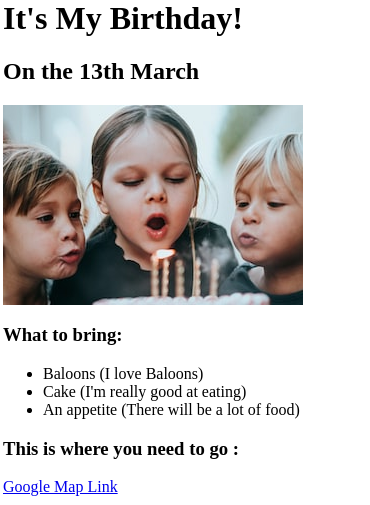 It's My Birthday!
On the 13th March
What to bring:
Baloons (I love Baloons)
Cake (I'm really good at eating)
An appetite (There will be a lot of food)
This is where you need to go :
Google Map Link